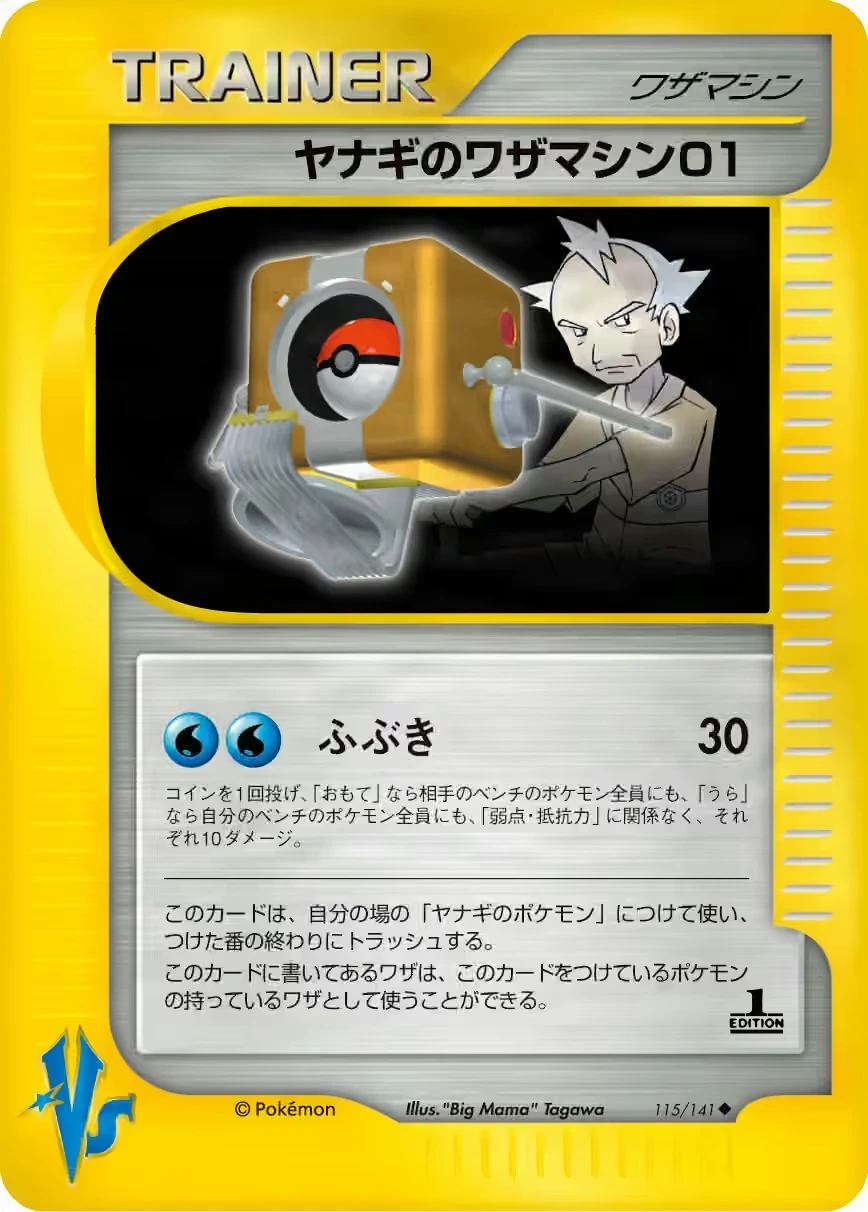 TRAINER
ワザマシン
ヤナギのワザマシン01
ふぶき 30
コインを1回投げ、「おもて」なら相手のベンチのポケモン全員にも、「うら」
なら自分のベンチのポケモン全員にも、「弱点・抵抗力」に関係なく、それ
ぞれ10ダメージ。
このカードは、自分の場の「ヤナギのポケモン」につけて使い、
つけた番の終わりにトラッシュする。
このカードに書いてあるワザは、このカードをつけているポケモン
の持っているワザとして使うことができる。
1
EDITION
VS
© Pokémon Illus."Big Mama" Tagawa 115/141 ◆